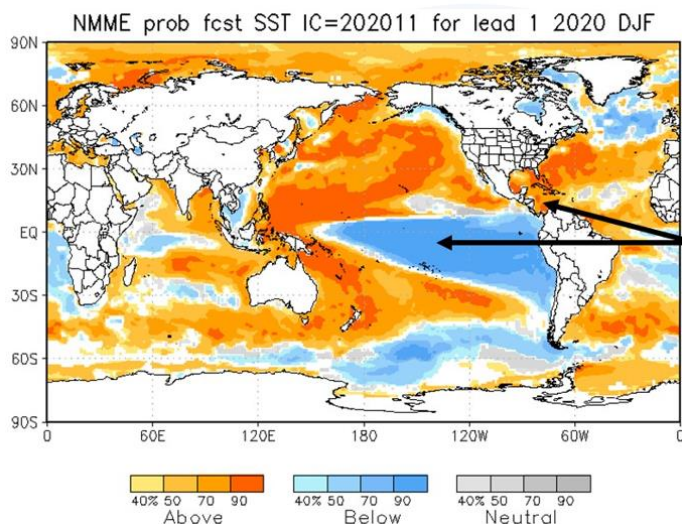 NMME prob fcst SST IC=202011 for lead 1 2020 DJF
90N
60N
30N
EQ
30S
60S
90S
0 60E 120E 180 120W 60W 0
40% 50 70 90 40% 50 70 90 40% 50 70 90
Above Below Neutral